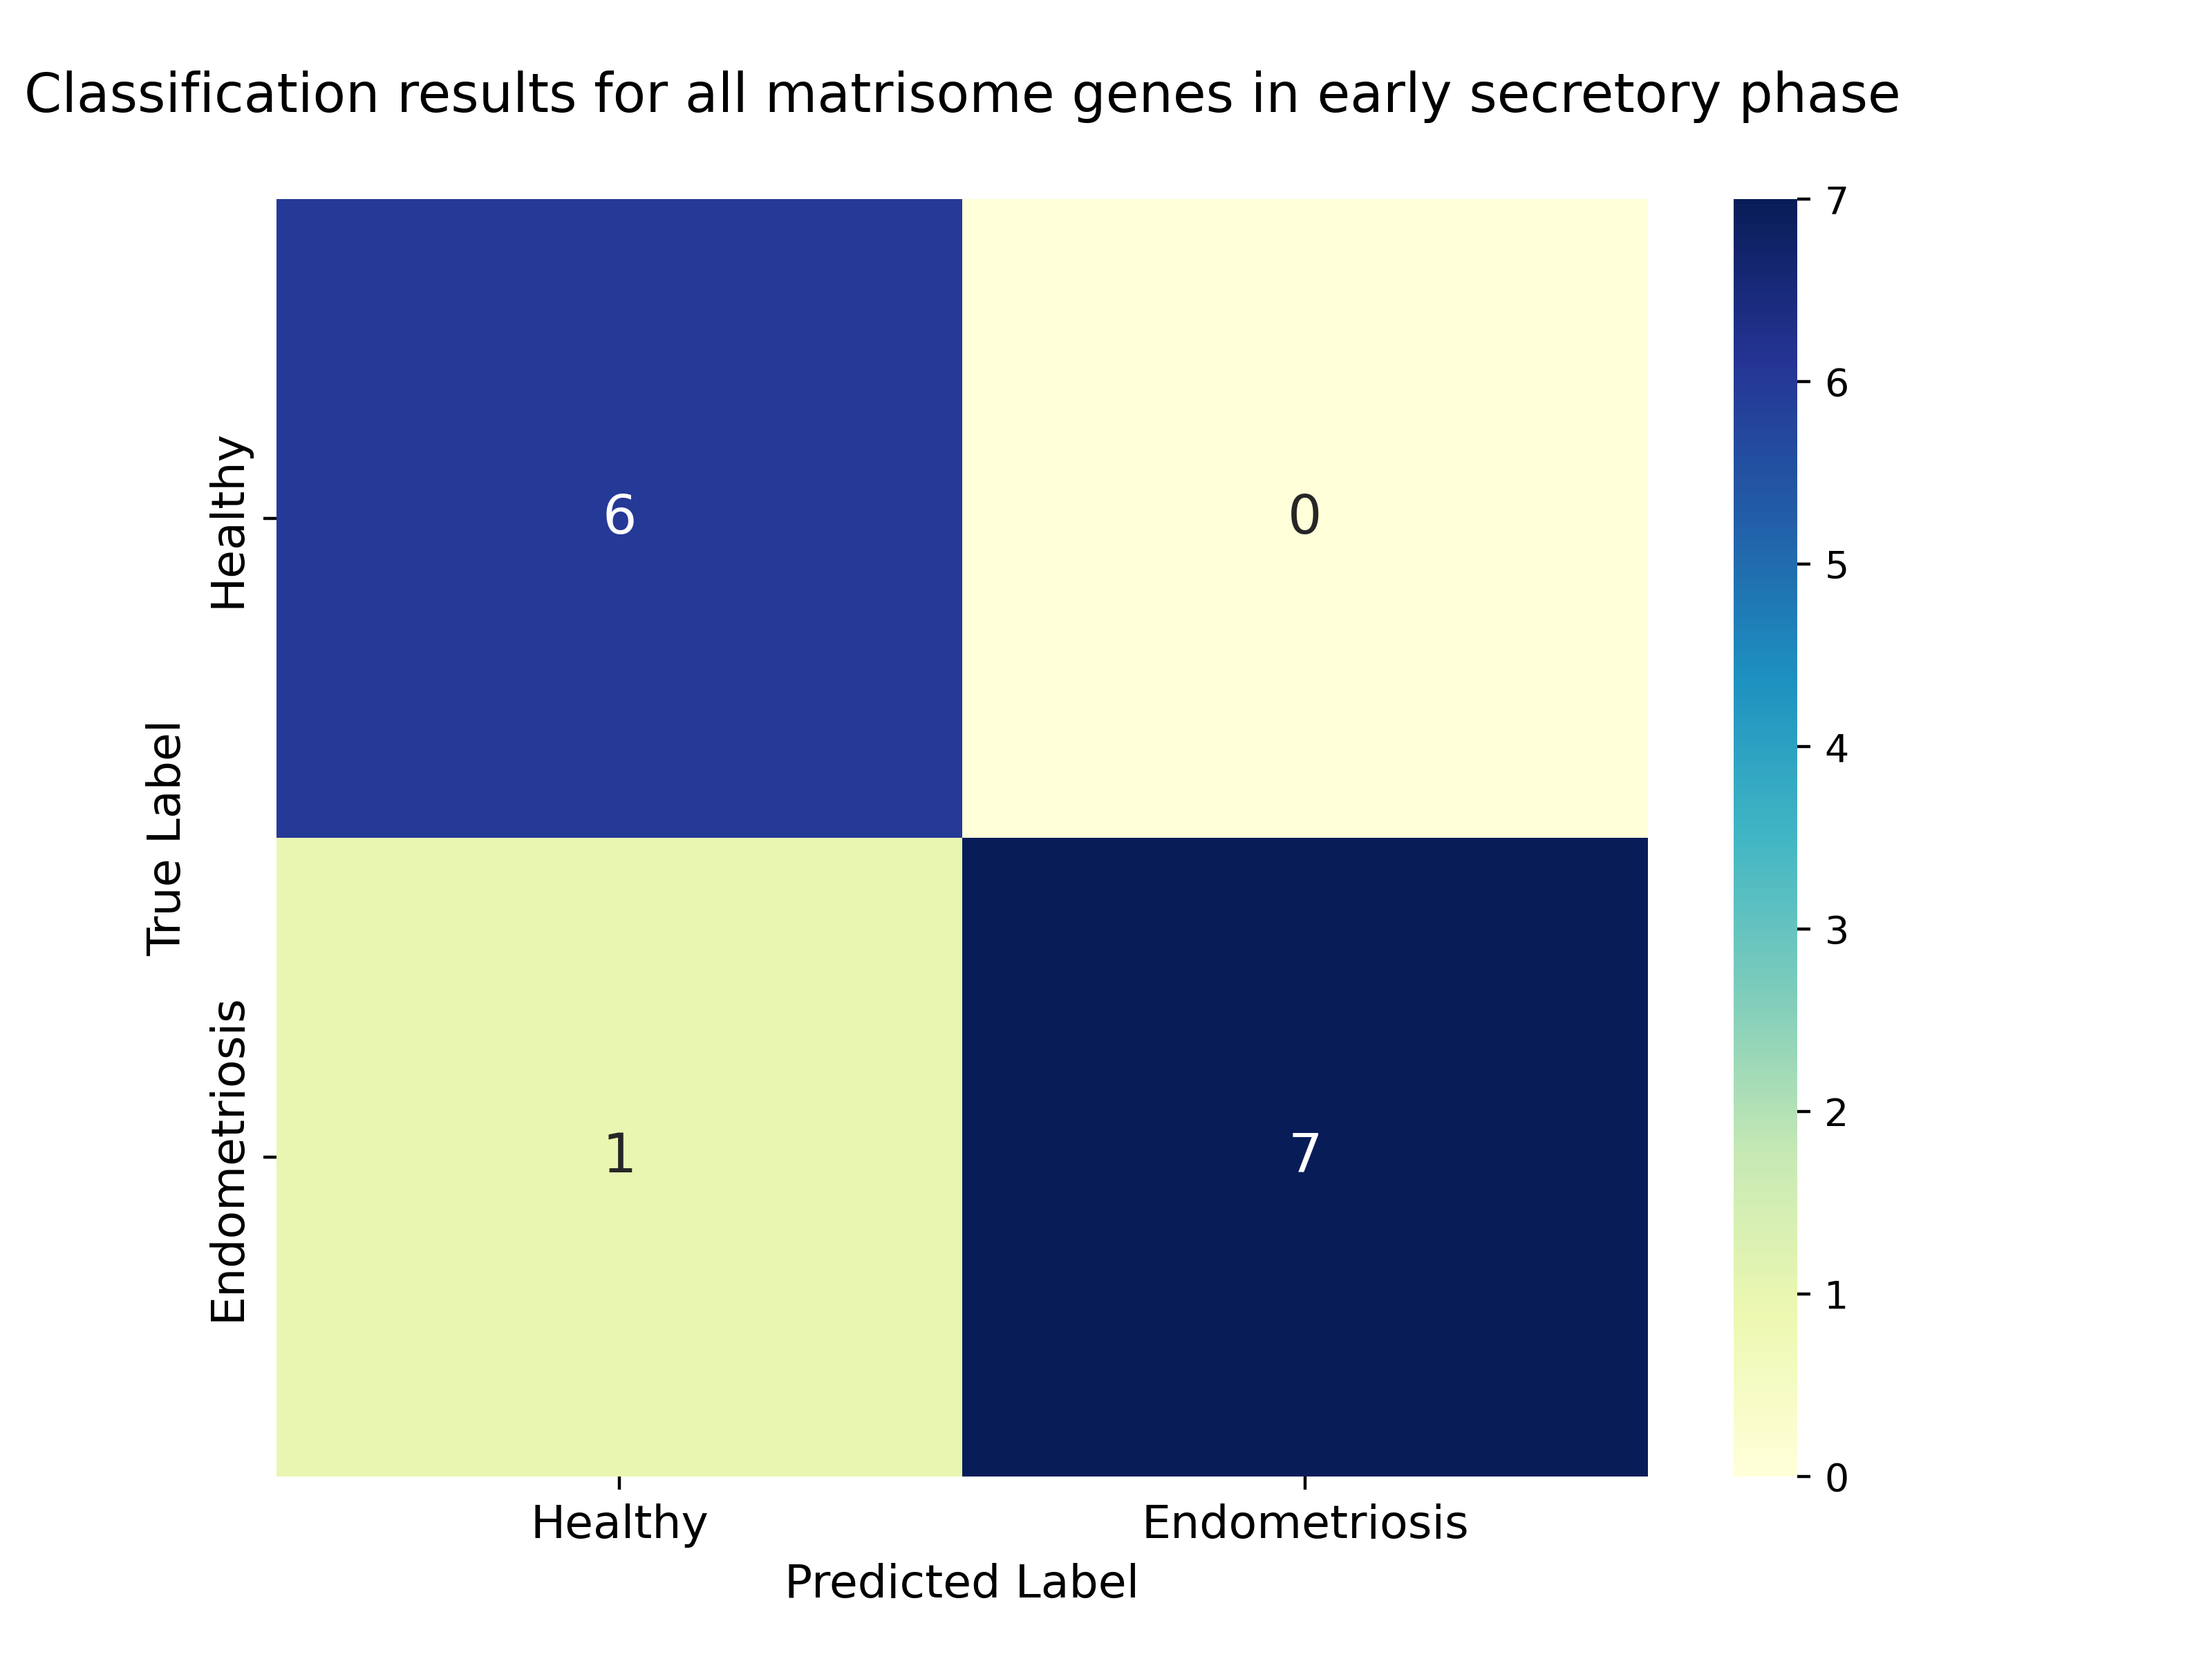 Classification results for all matrisome genes in early secretory phase
True Label
Healthy
6
0
Endometriosis
1
7
Healthy
Endometriosis
Predicted Label
7
6
5
4
3
2
1
0